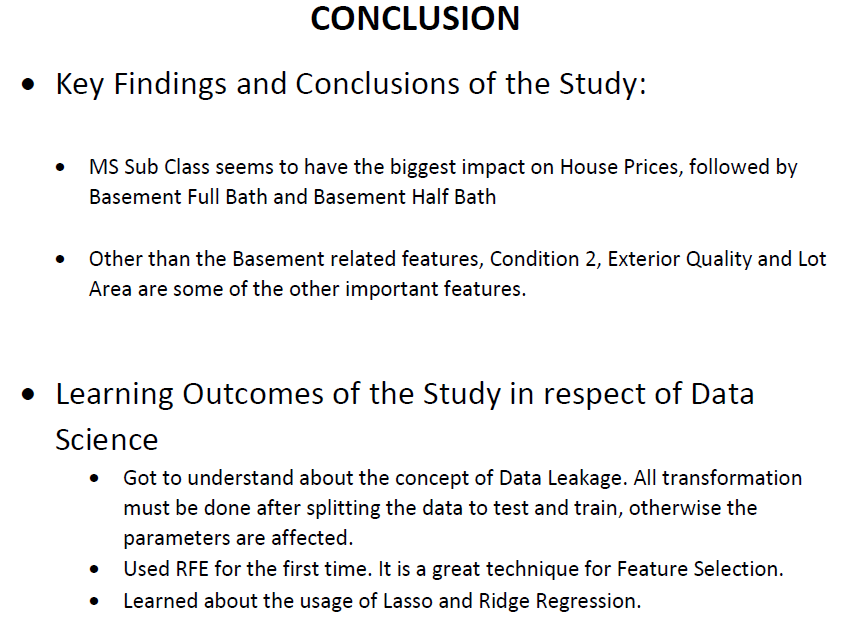 CONCLUSION
• Key Findings and Conclusions of the Study:
• MS Sub Class seems to have the biggest impact on House Prices, followed by
Basement Full Bath and Basement Half Bath
• Other than the Basement related features, Condition 2, Exterior Quality and Lot
Area are some of the other important features.
• Learning Outcomes of the Study in respect of Data
Science
• Got to understand about the concept of Data Leakage. All transformation
must be done after splitting the data to test and train, otherwise the
parameters are affected.
• Used RFE for the first time. It is a great technique for Feature Selection.
• Learned about the usage of Lasso and Ridge Regression.